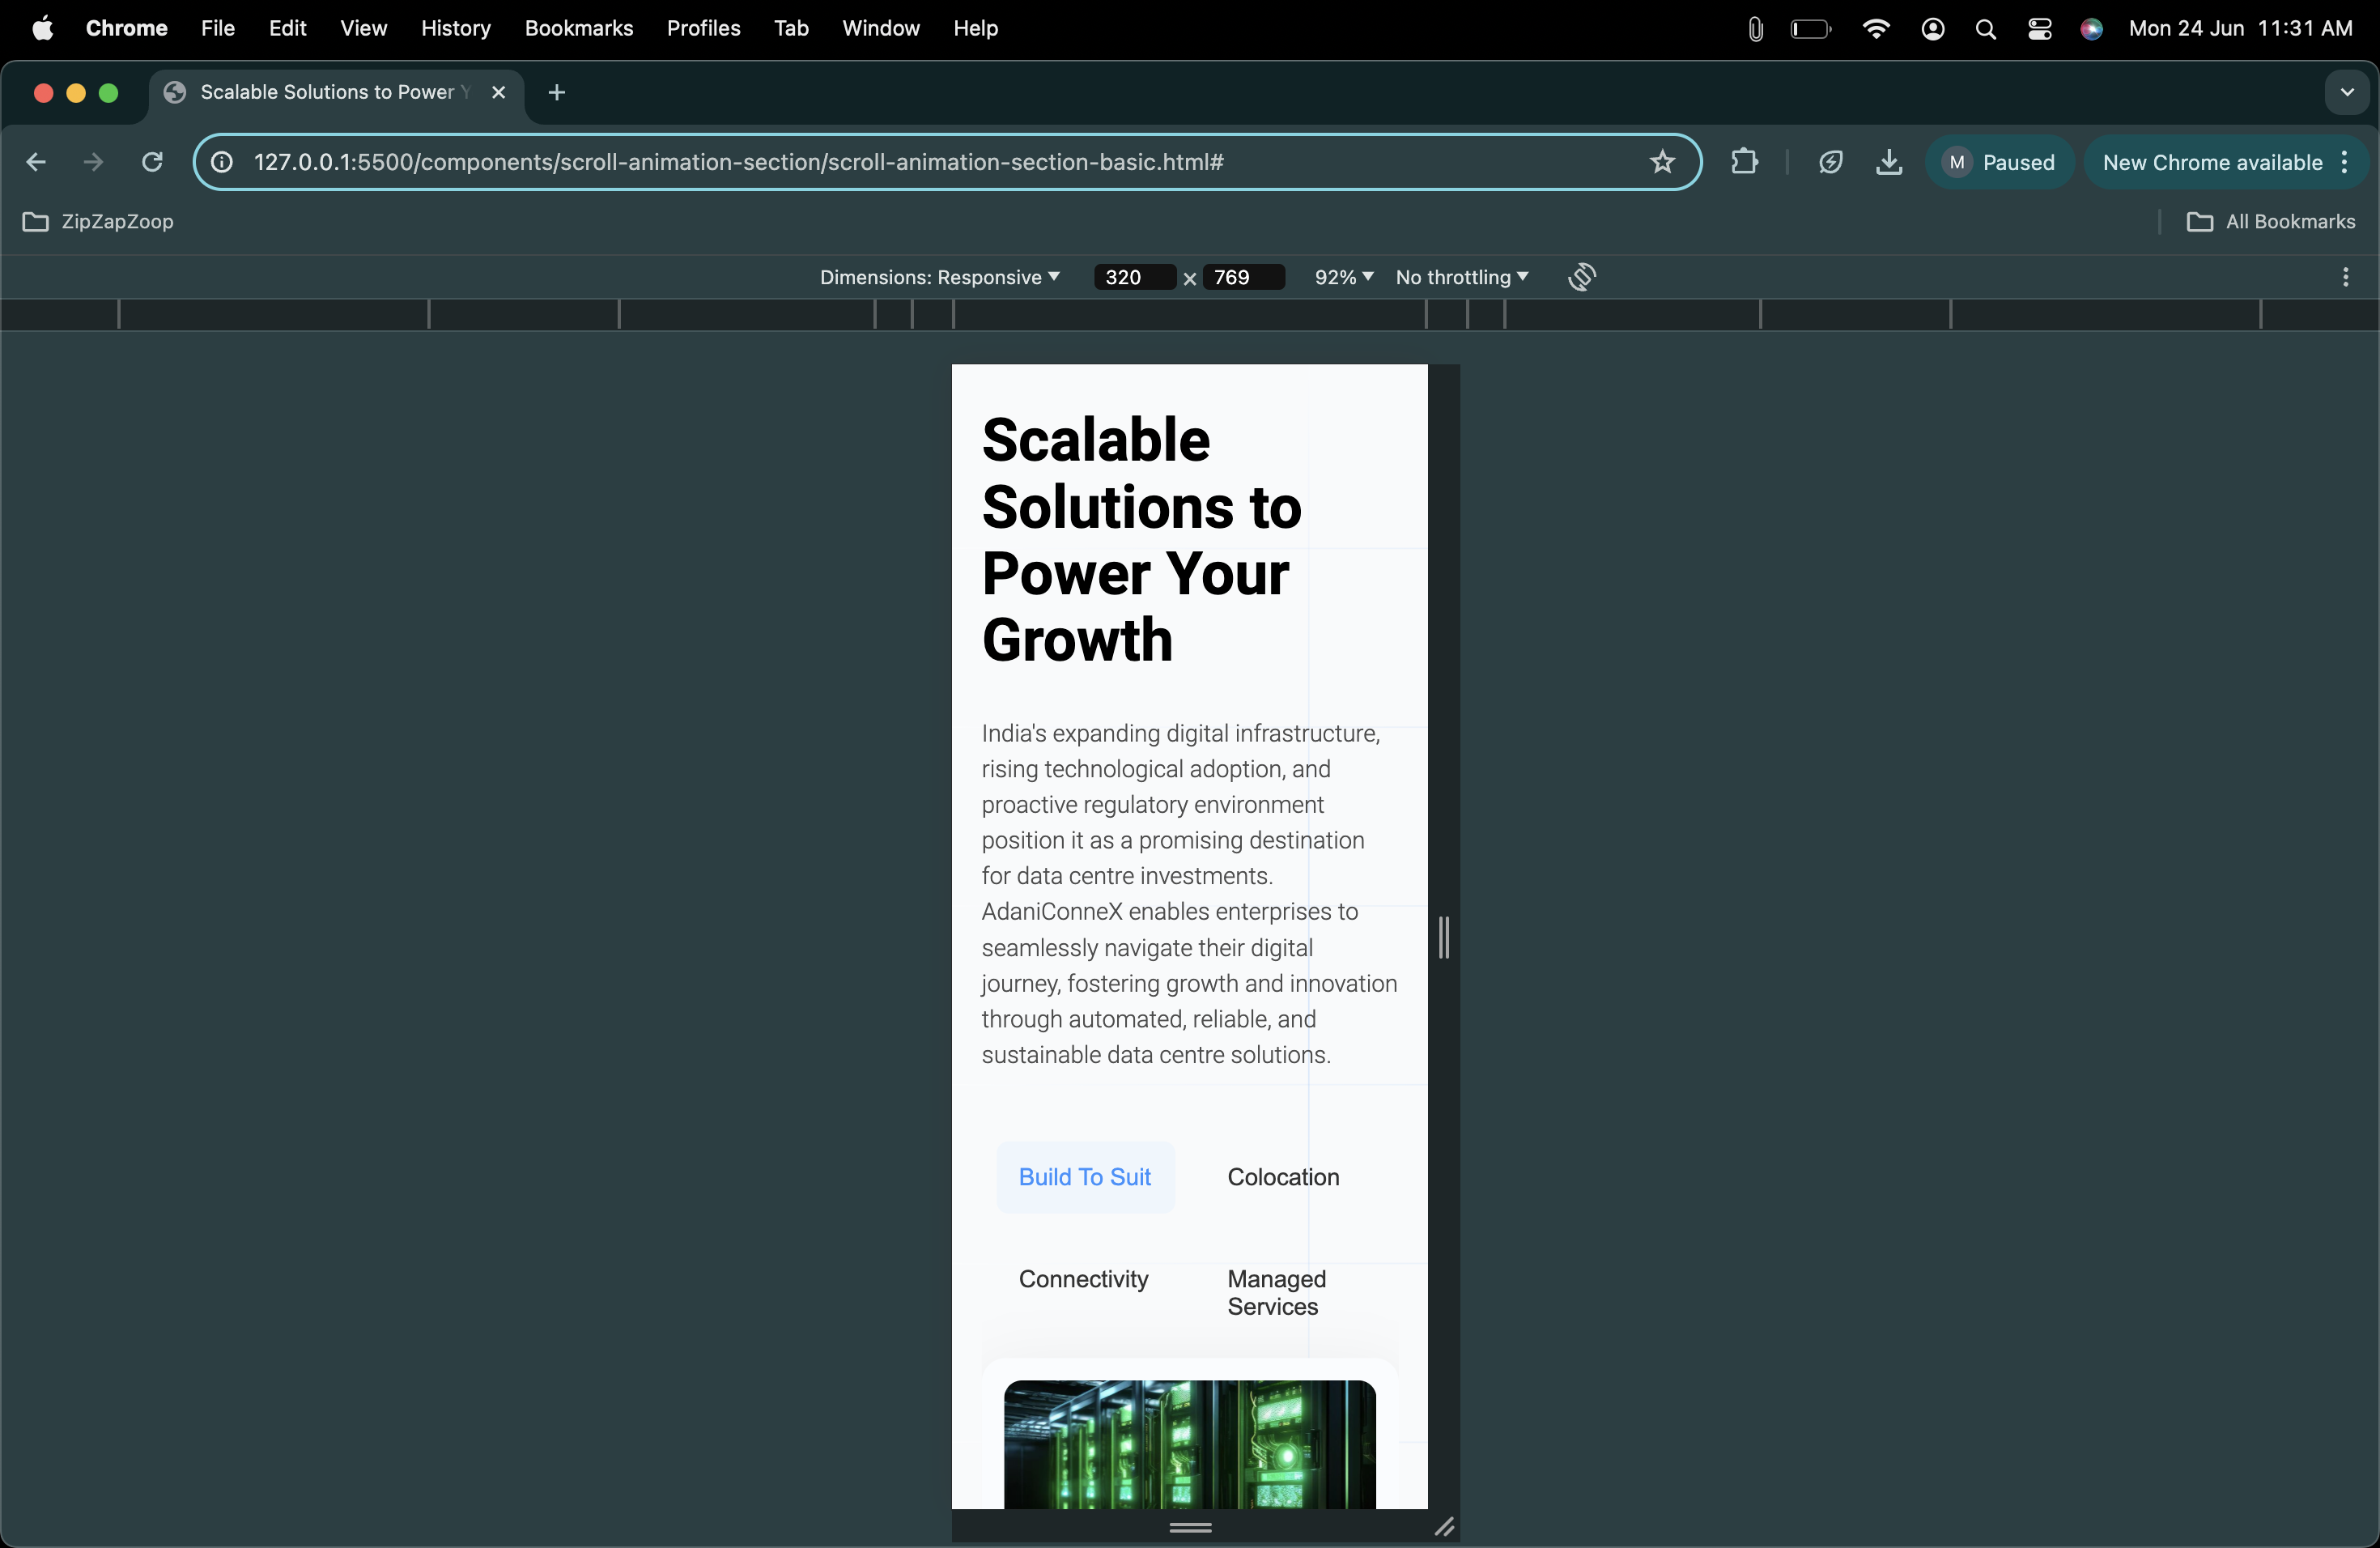 Chrome File Edit View History Bookmarks Profiles Tab Window Help Mon 24 Jun 11:31 AM
Scalable Solutions to Power Y
127.0.0.1:5500/components/scroll-animation-section/scroll-animation-section-basic.html# M Paused New Chrome available
ZipZapZoop All Bookmarks
Dimensions: Responsive 320 × 769 92% No throttling
Scalable
Solutions to
Power Your
Growth
India's expanding digital infrastructure,
rising technological adoption, and
proactive regulatory environment
position it as a promising destination
for data centre investments.
AdaniConneX enables enterprises to
seamlessly navigate their digital
journey, fostering growth and innovation
through automated, reliable, and
sustainable data centre solutions.
Build To Suit Colocation
Connectivity Managed
Services